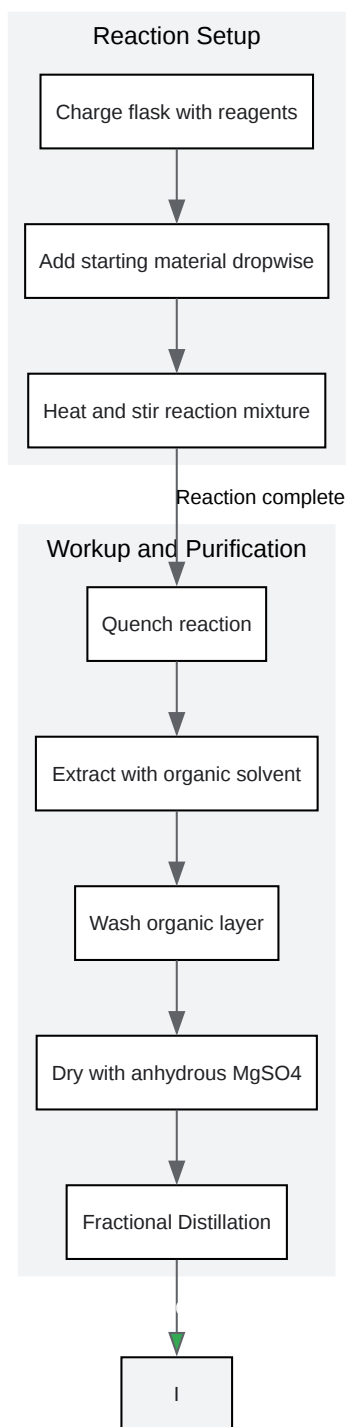 Reaction Setup
Charge flask with reagents
Add starting material dropwise
Heat and stir reaction mixture
Reaction complete
Workup and Purification
Quench reaction
Extract with organic solvent
Wash organic layer
Dry with anhydrous MgSO4
Fractional Distillation
I